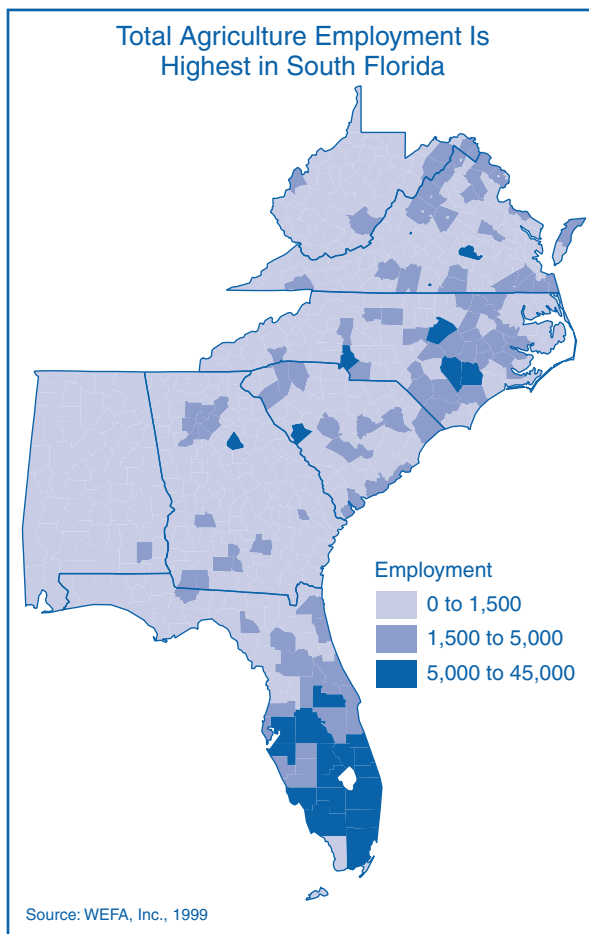 Total Agriculture Employment Is
Highest in South Florida
Employment
0 to 1,500
1,500 to 5,000
5,000 to 45,000
Source: WEFA, Inc., 1999